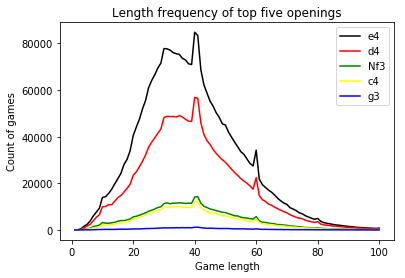 Length frequency of top five openings
e4
d4
Nf3
c4
g3
80000
60000
40000
20000
0
Count of games
0
20
40
60
80
100
Game length